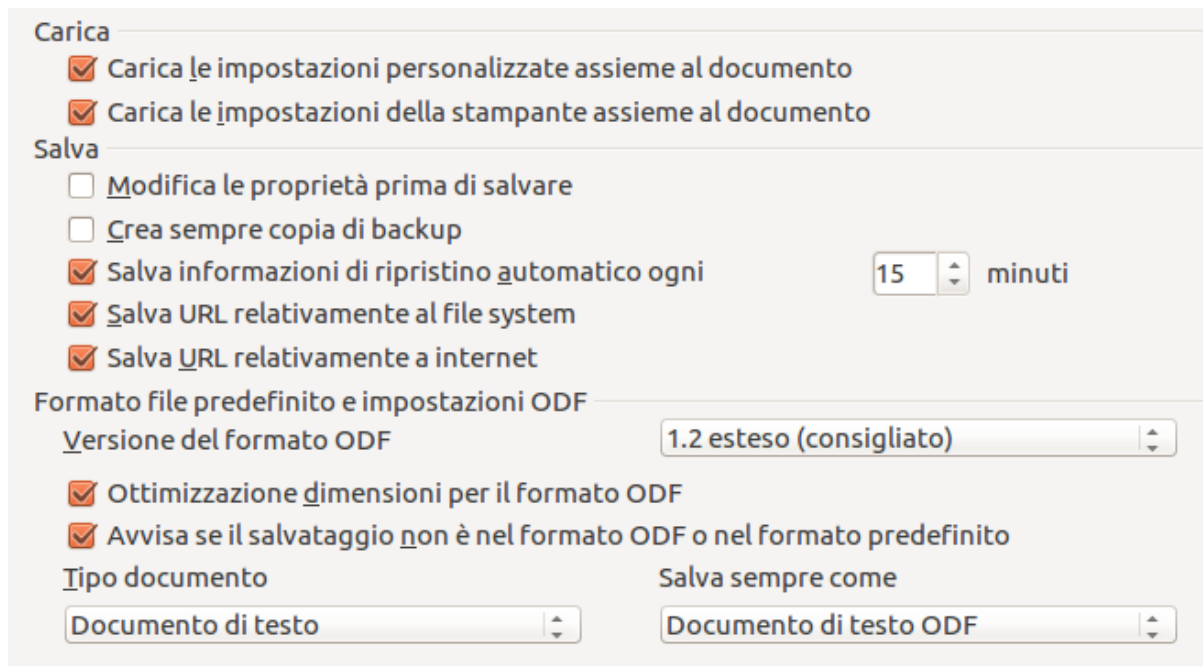 Carica
Carica le impostazioni personalizzate assieme al documento
Carica le impostazioni della stampante assieme al documento
Salva
Modifica le proprietà prima di salvare
Crea sempre copia di backup
Salva informazioni di ripristino automatico ogni 15 minuti
Salva URL relativamente al file system
Salva URL relativamente a internet
Formato file predefinito e impostazioni ODF
Versione del formato ODF 1.2 esteso (consigliato)
Ottimizzazione dimensioni per il formato ODF
Avvisa se il salvataggio non è nel formato ODF o nel formato predefinito
Tipo documento Salva sempre come
Documento di testo Documento di testo ODF